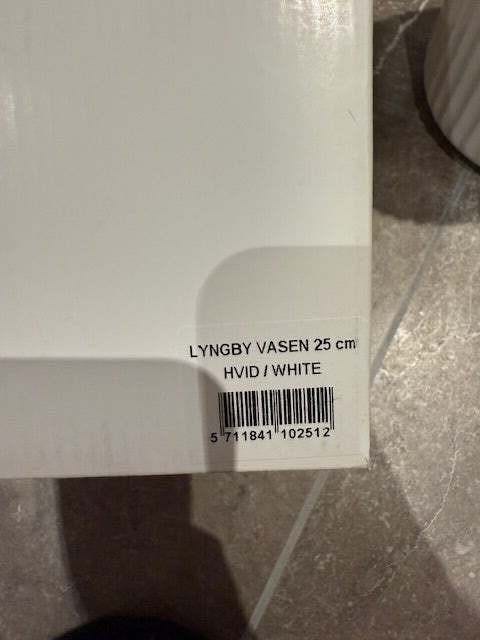 LYNGBY VASEN 25 cm
HVID / WHITE
5 711841 102512